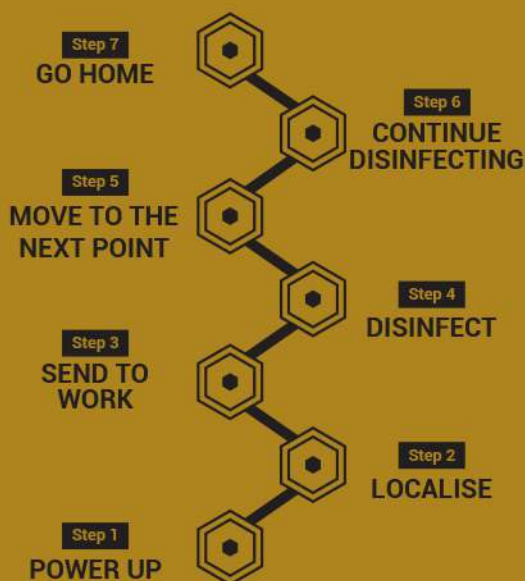 Step 7
GO HOME
Step 6
CONTINUE
DISINFECTING
Step 5
MOVE TO THE
NEXT POINT
Step 4
DISINFECT
Step 3
SEND TO
WORK
Step 2
LOCALISE
Step 1
POWER UP